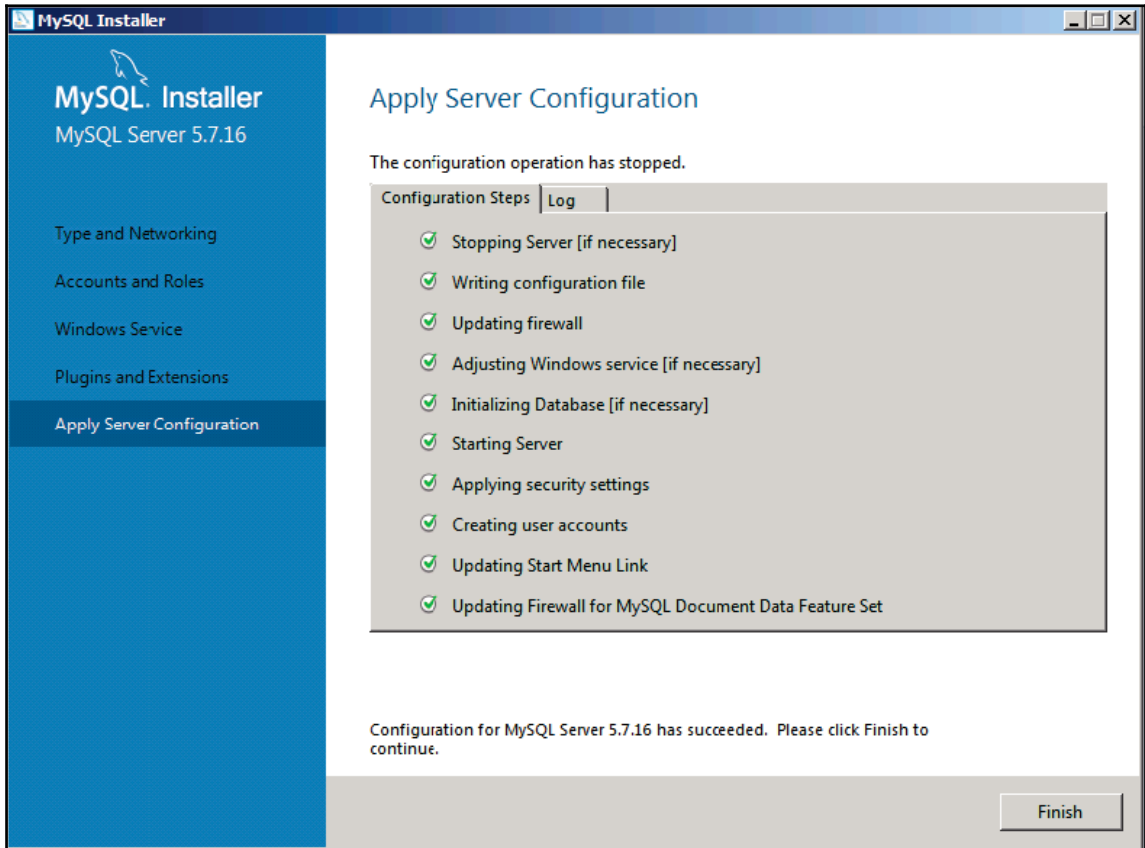 MySQL Installer
MySQL. Installer
MySQL Server 5.7.16
Type and Networking
Accounts and Roles
Windows Service
Plugins and Extensions
Apply Server Configuration
Apply Server Configuration
The configuration operation has stopped.
Configuration Steps
Log
Stopping Server [if necessary]
Writing configuration file
Updating firewall
Adjusting Windows service [if necessary]
Initializing Database [if necessary]
Starting Server
Applying security settings
Creating user accounts
Updating Start Menu Link
Updating Firewall for MySQL Document Data Feature Set
Configuration for MySQL Server 5.7.16 has succeeded. Please click Finish to
continue.
Finish